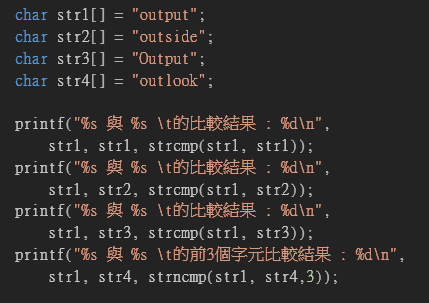 char str1[] = "output";
char str2[] = "outside";
char str3[] = "Output";
char str4[] = "outlook";

printf("%s 與 %s \t的比較結果 : %d\n",
    str1, str1, strcmp(str1, str1));
printf("%s 與 %s \t的比較結果 : %d\n",
    str1, str2, strcmp(str1, str2));
printf("%s 與 %s \t的比較結果 : %d\n",
    str1, str3, strcmp(str1, str3));
printf("%s 與 %s \t的前3個字元比較結果 : %d\n",
    str1, str4, strncmp(str1, str4,3));